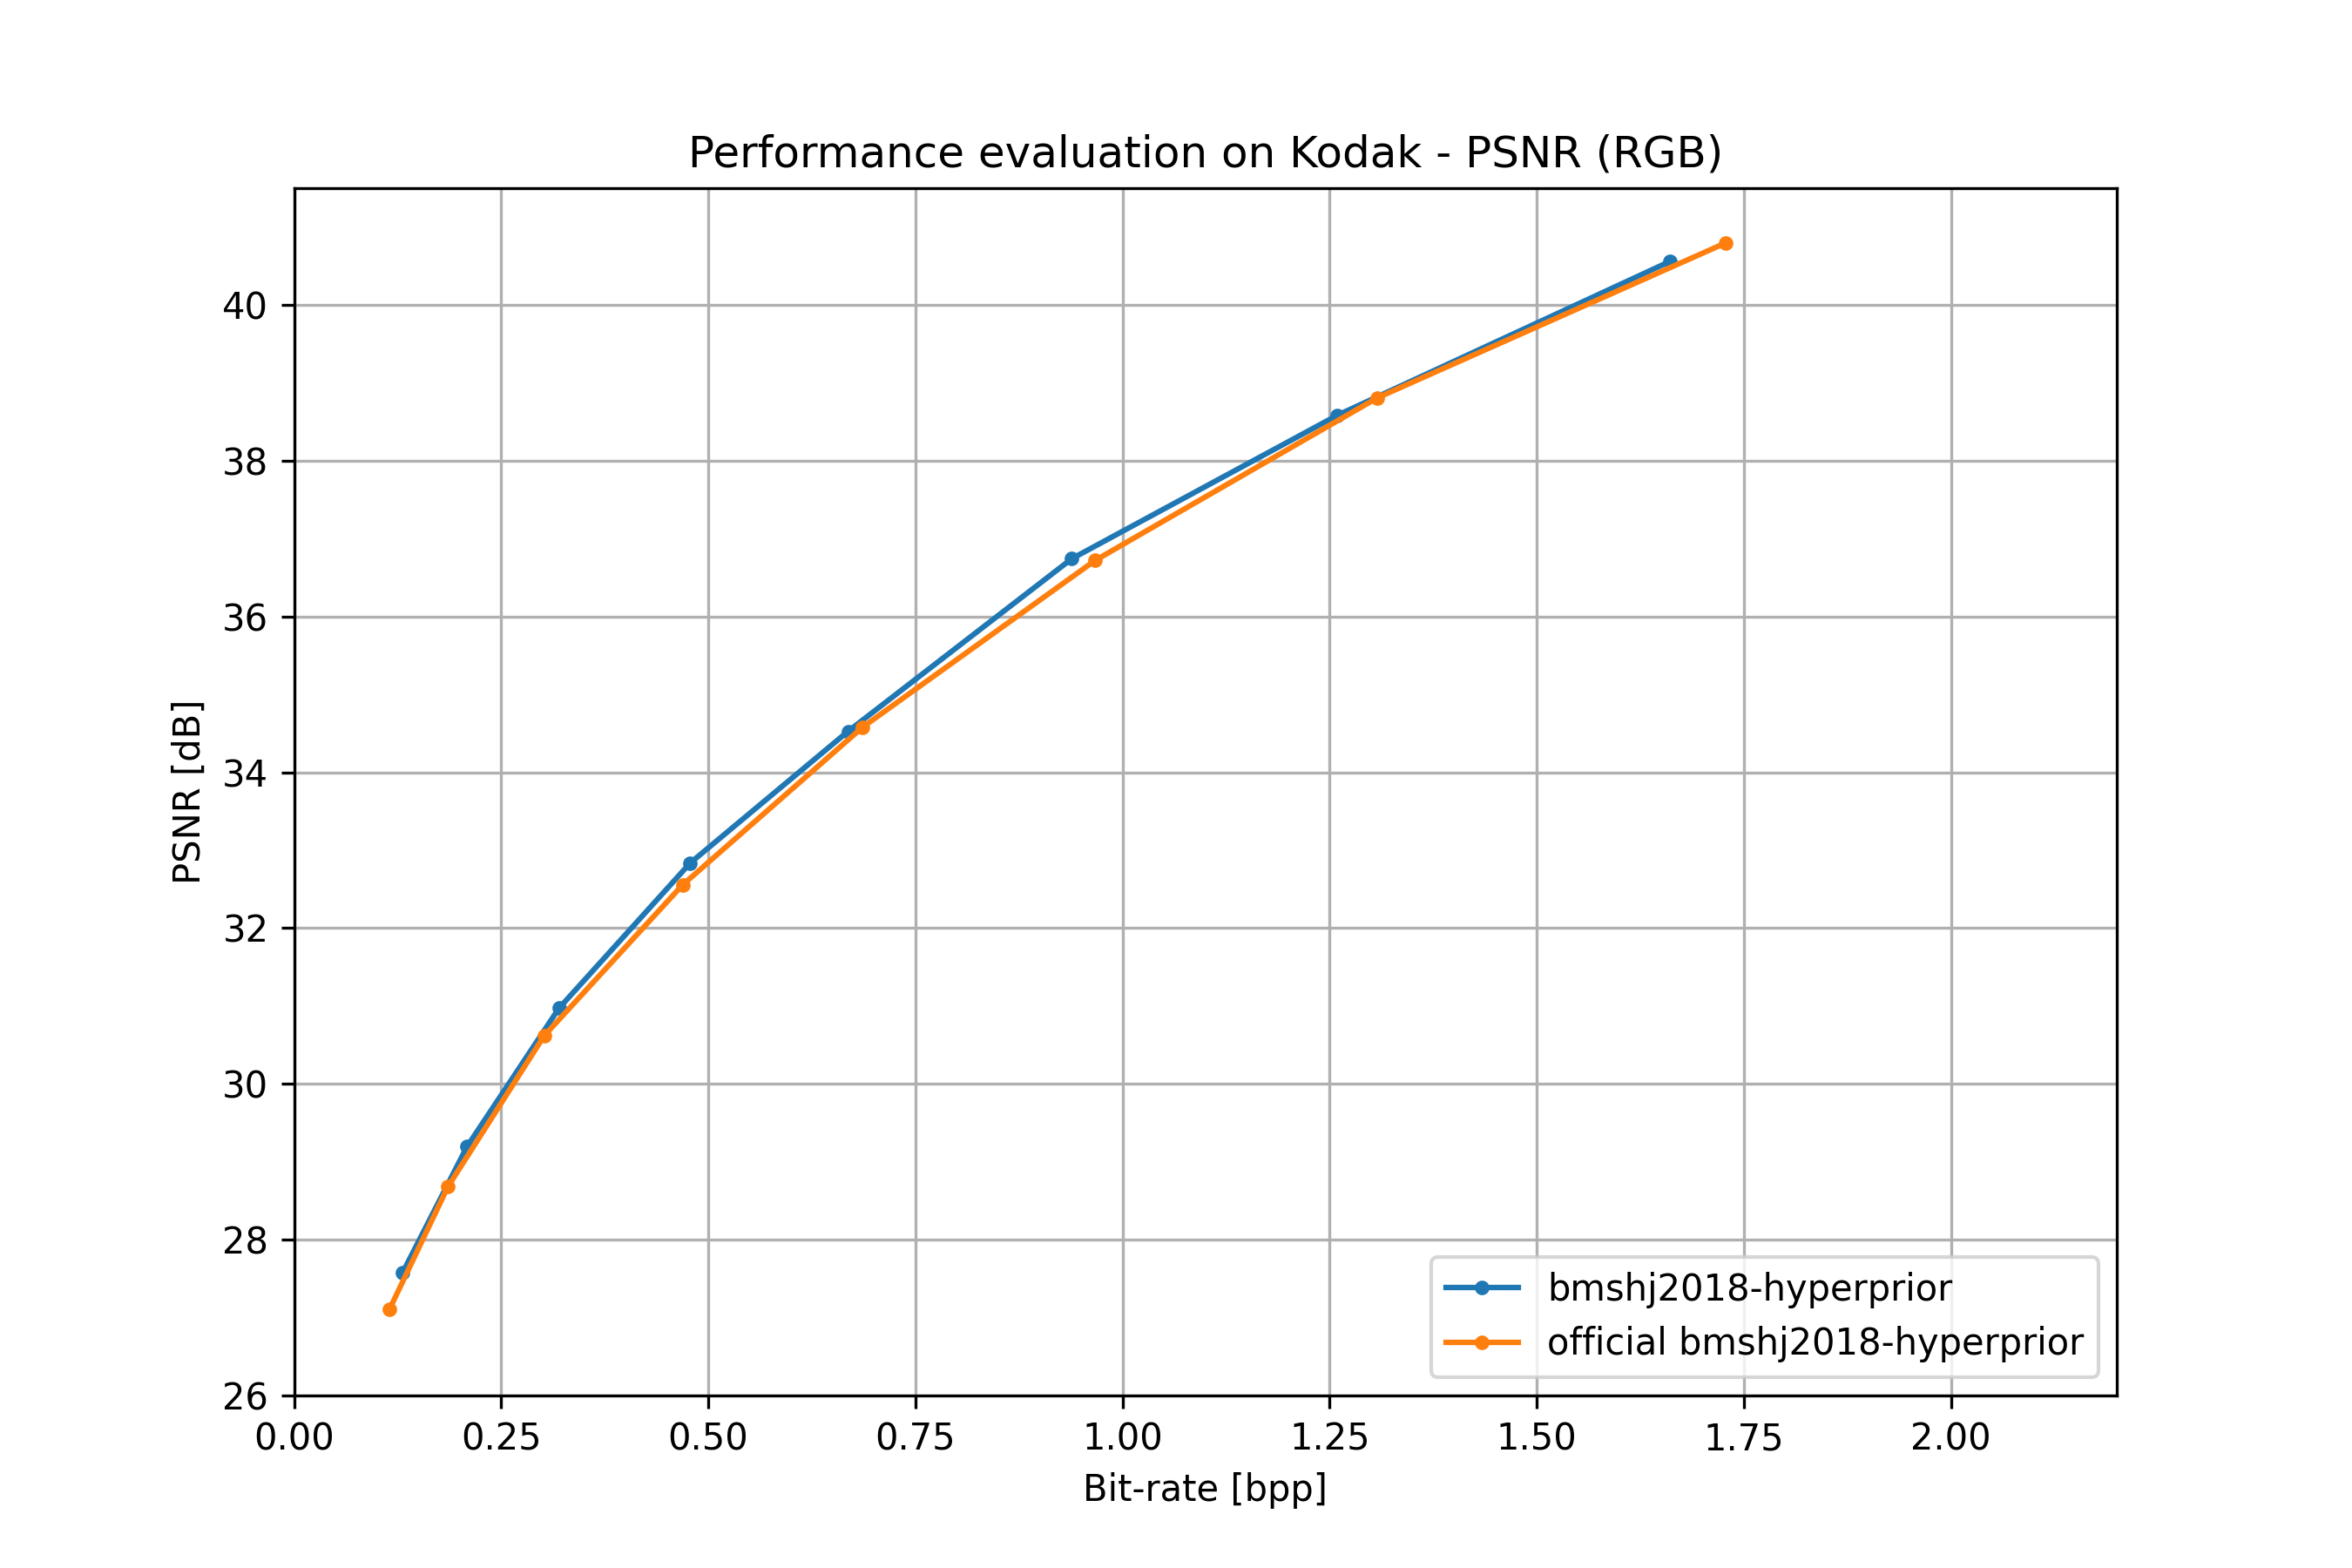 Performance evaluation on Kodak - PSNR (RGB)
40
38
36
34
32
30
28
26
PSNR [dB]
bmshj2018-hyperprior
official bmshj2018-hyperprior
0.00 0.25 0.50 0.75 1.00 1.25 1.50 1.75 2.00
Bit-rate [bpp]